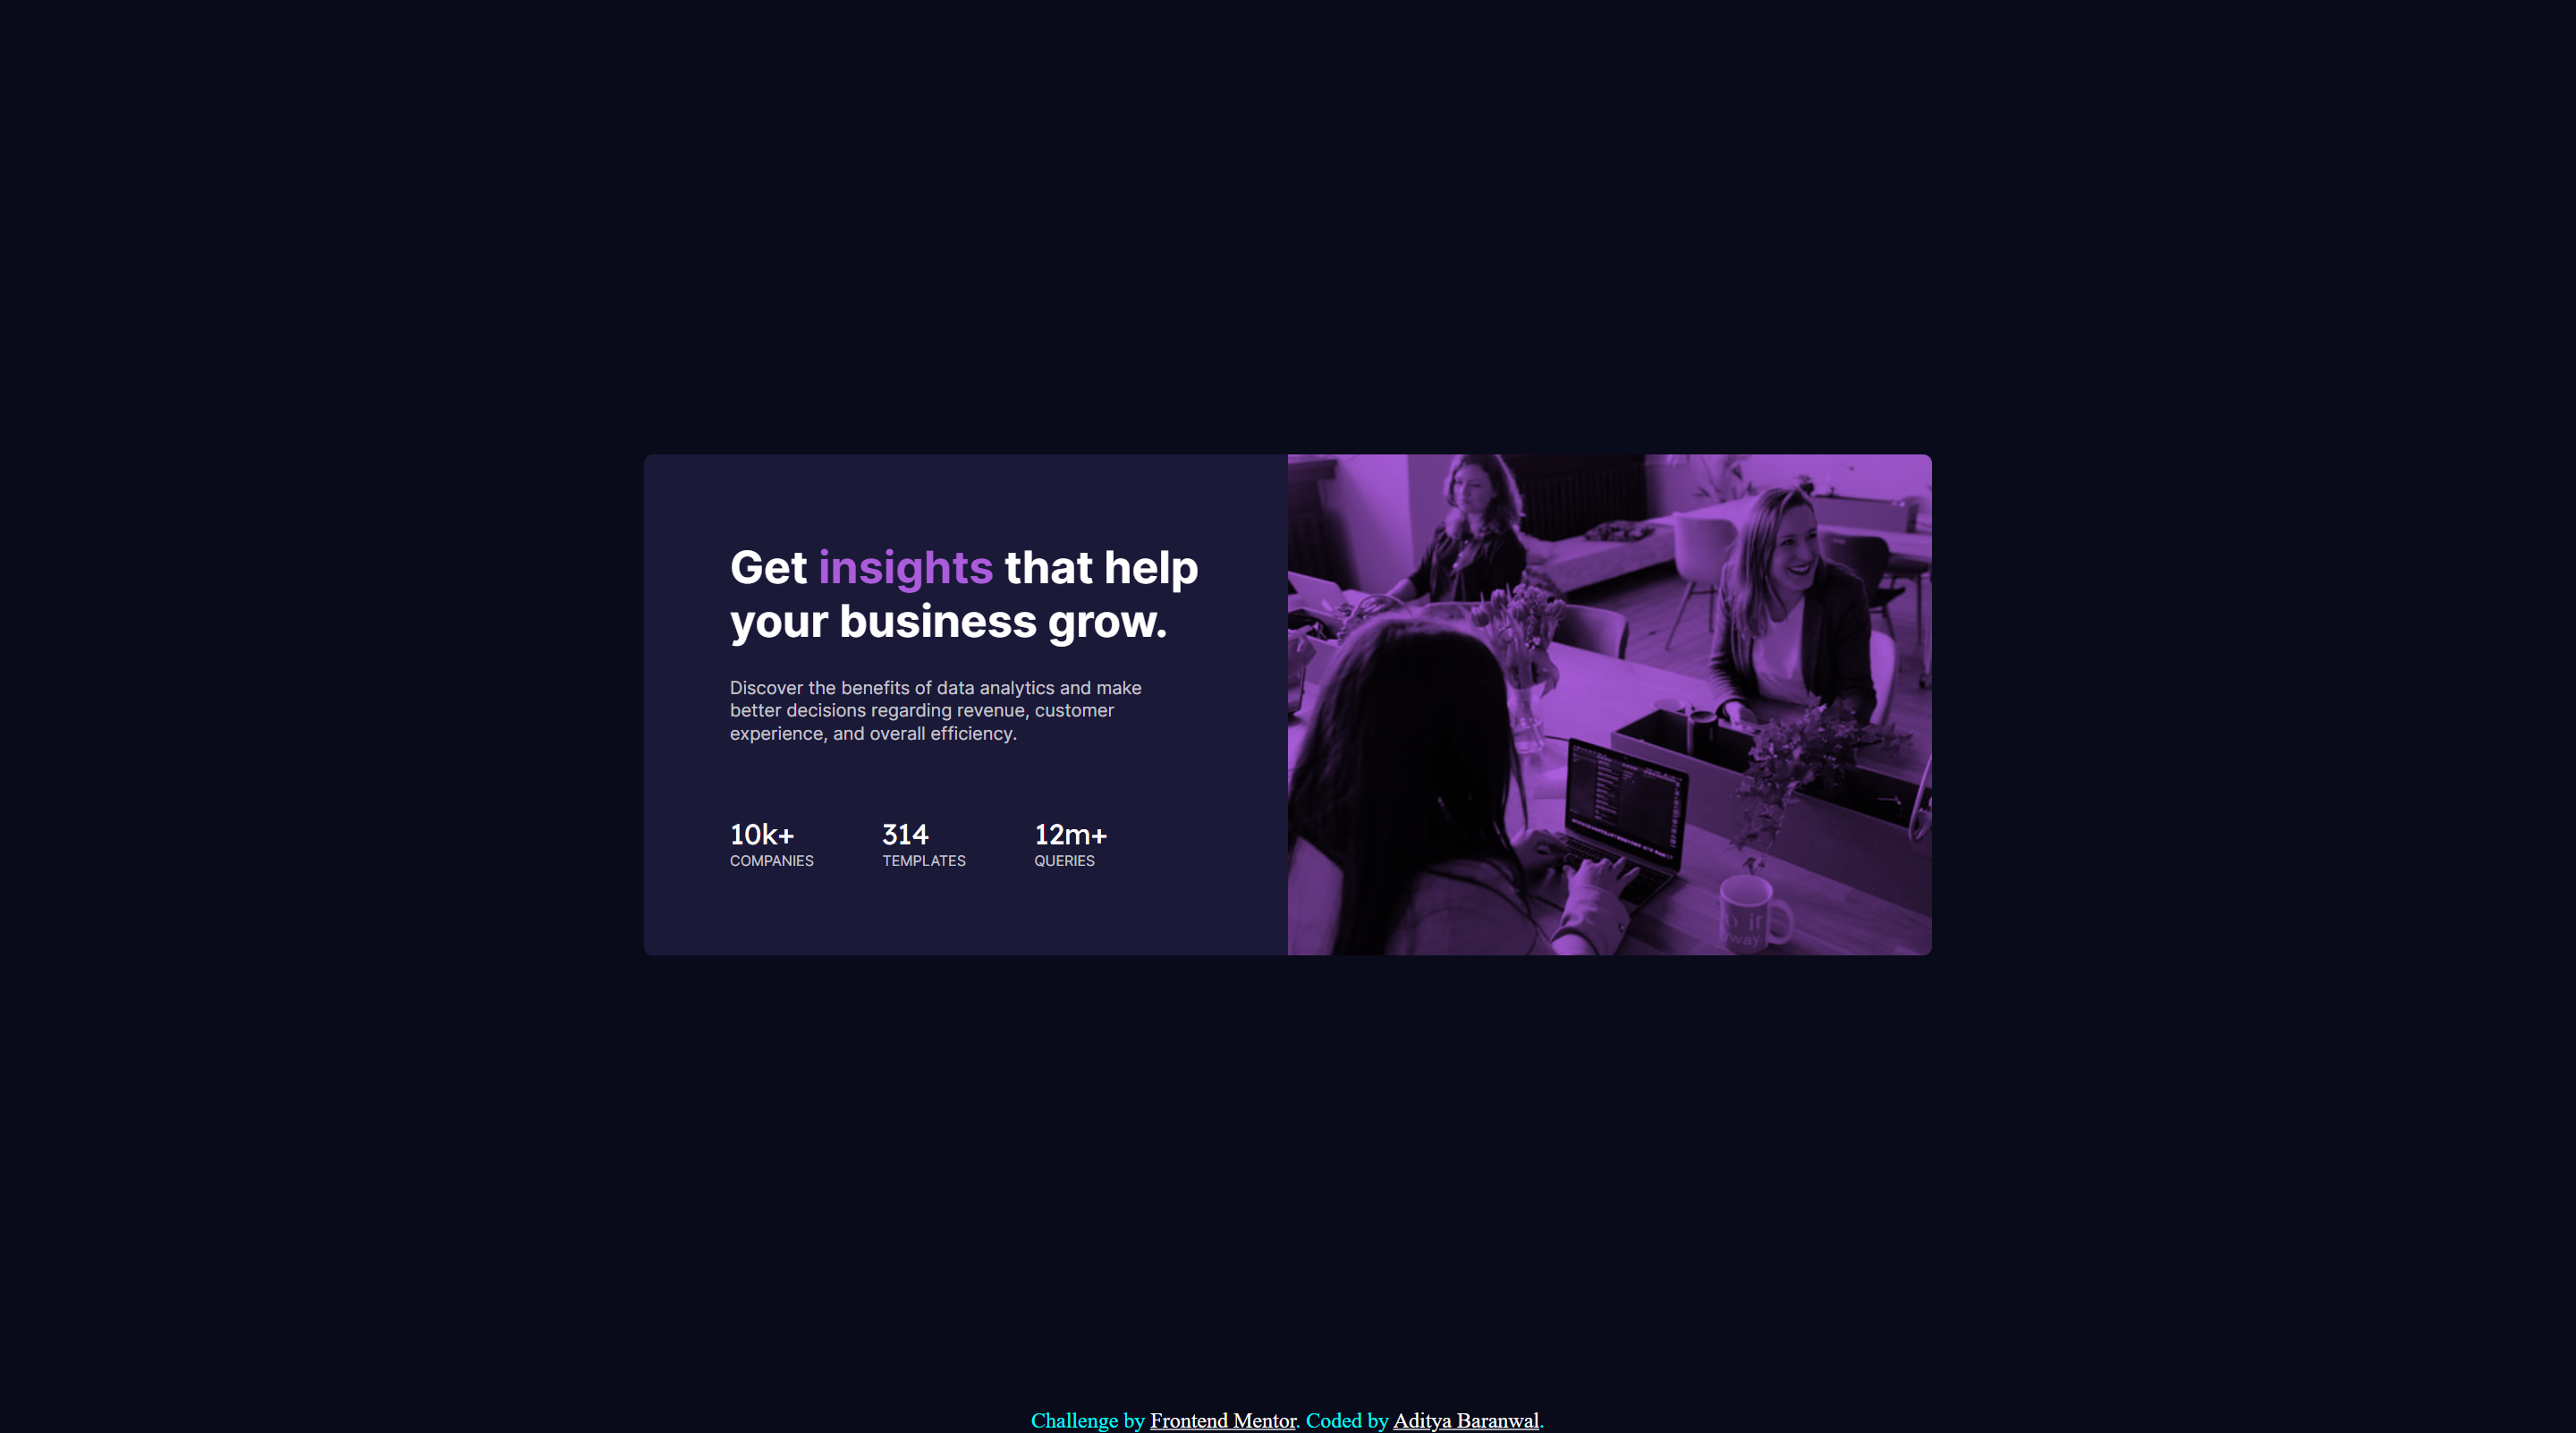 Get insights that help
your business grow.
Discover the benefits of data analytics and make
better decisions regarding revenue, customer
experience, and overall efficiency.
10k+ 314 12m+
COMPANIES TEMPLATES QUERIES
way
Challenge by Frontend Mentor. Coded by Aditya Baranwal.